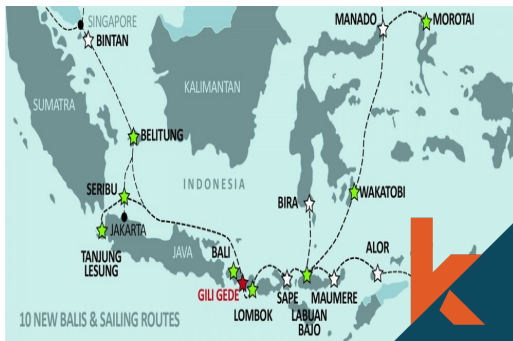 SINGAPORE
BINTAN
MANADO
MOROTAI
KALIMANTAN
SUMATRA
BELITUNG
INDONESIA
SERIBU
WAKATOBI
BIRA
JAKARTA
JAVA
BALI
ALOR
TANJUNG
LESUNG
GILI GEDE
LOMBOK
SAPE
LABUAN
BAJO
MAUMERE
10 NEW BALIS & SAILING ROUTES